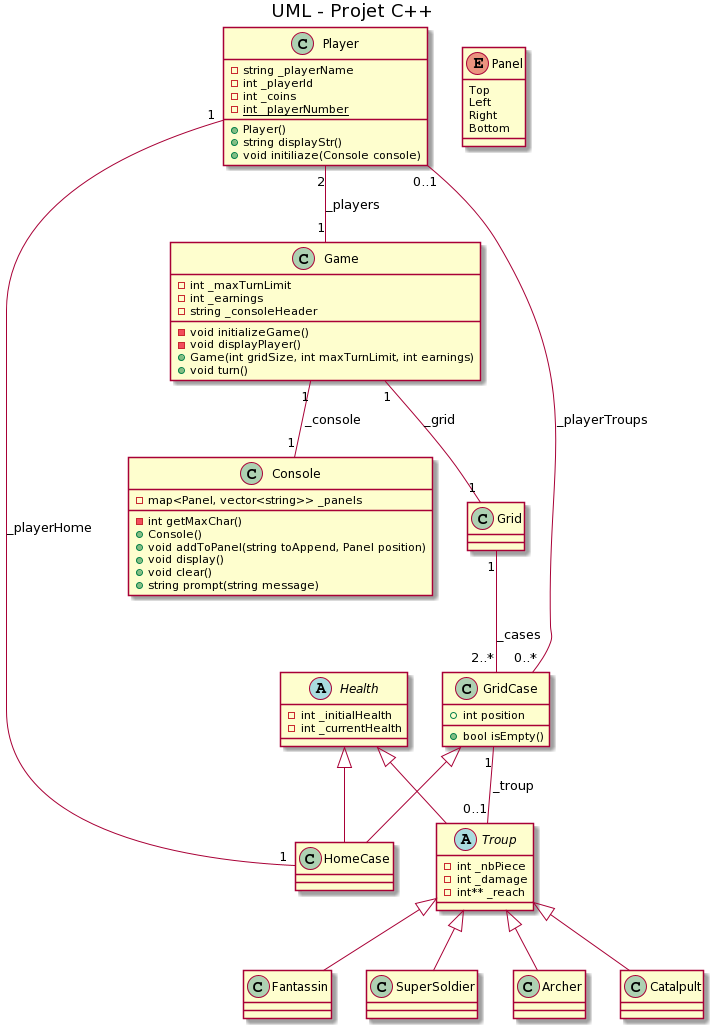 UML - Projet C++
C Player
string _playerName
int _playerId
int _coins
int _playerNumber
Player()
string displayStr()
void initiliaze(Console console)
E Panel
Top
Left
Right
Bottom
1
2
0..1
_players
1
C Game
int _maxTurnLimit
int _earnings
string _consoleHeader
void initializeGame()
void displayPlayer()
Game(int gridSize, int maxTurnLimit, int earnings)
void turn()
1
1
_console
_grid
_playerTroups
1
1
C Console
map<Panel, vector<string>> _panels
int getMaxChar()
Console()
void addToPanel(string toAppend, Panel position)
void display()
void clear()
string prompt(string message)
C Grid
_playerHome
1
_cases
2..*
0..*
A Health
int _initialHealth
int _currentHealth
C GridCase
int position
bool isEmpty()
1
_troup
0..1
1
C HomeCase
A Troup
int _nbPiece
int _damage
int** _reach
C Fantassin
C SuperSoldier
C Archer
C Catalpult